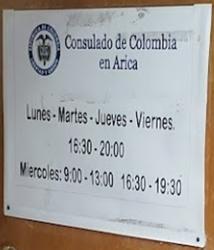 Consulado de Colombia
en Arica
Lunes - Martes - Jueves - Viernes.
16:30 - 20:00
Miercoles: 9:00 - 13:00 16:30 - 19:30